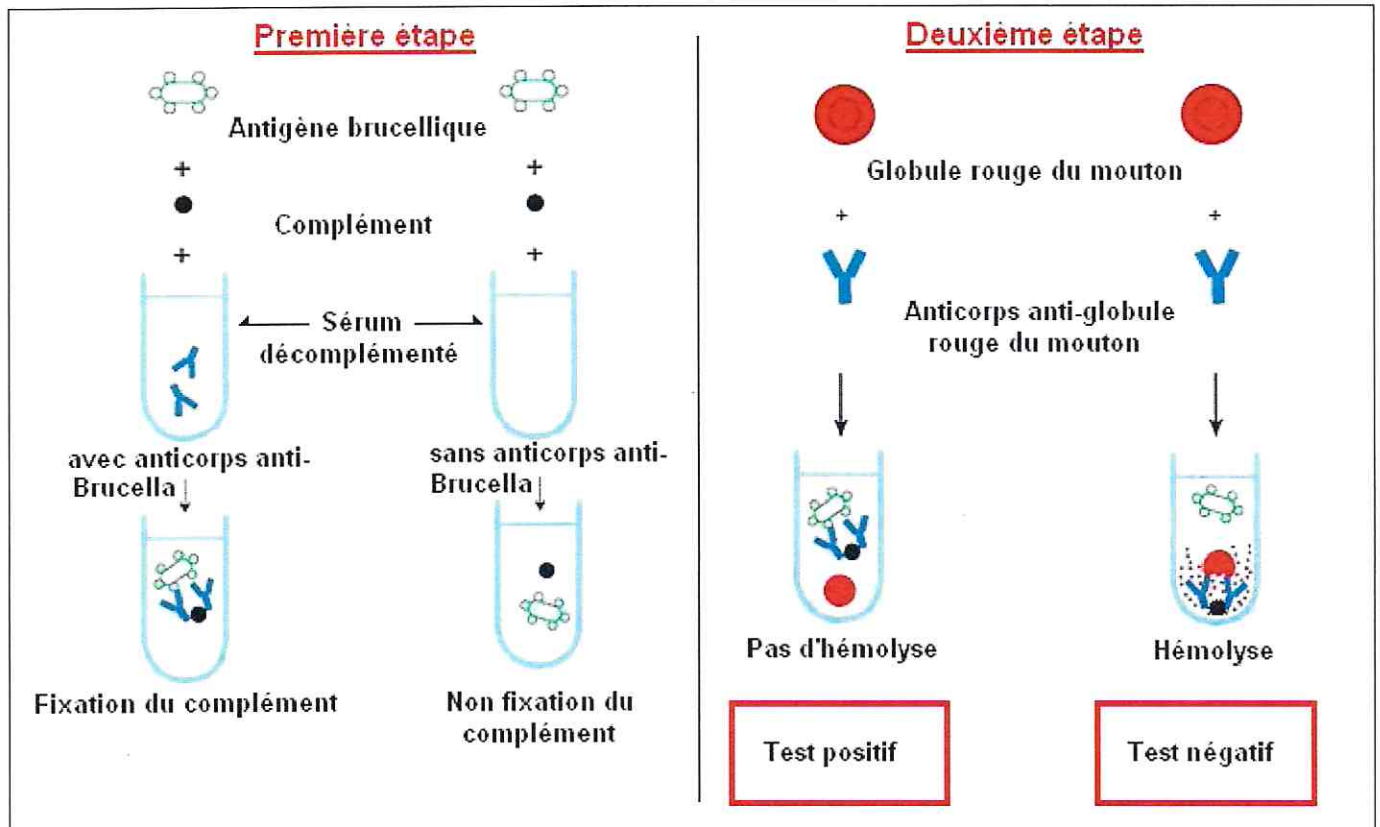 Première étape
Antigène brucellique
+
+
Complément
+
+
Sérum
décomplémenté
avec anticorps anti-
Brucella
sans anticorps anti-
Brucella
Fixation du complément
Non fixation du
complément
Deuxième étape
Globule rouge du mouton
+
+
Anticorps anti-globule
rouge du mouton
Pas d'hémolyse
Hémolyse
Test positif
Test négatif